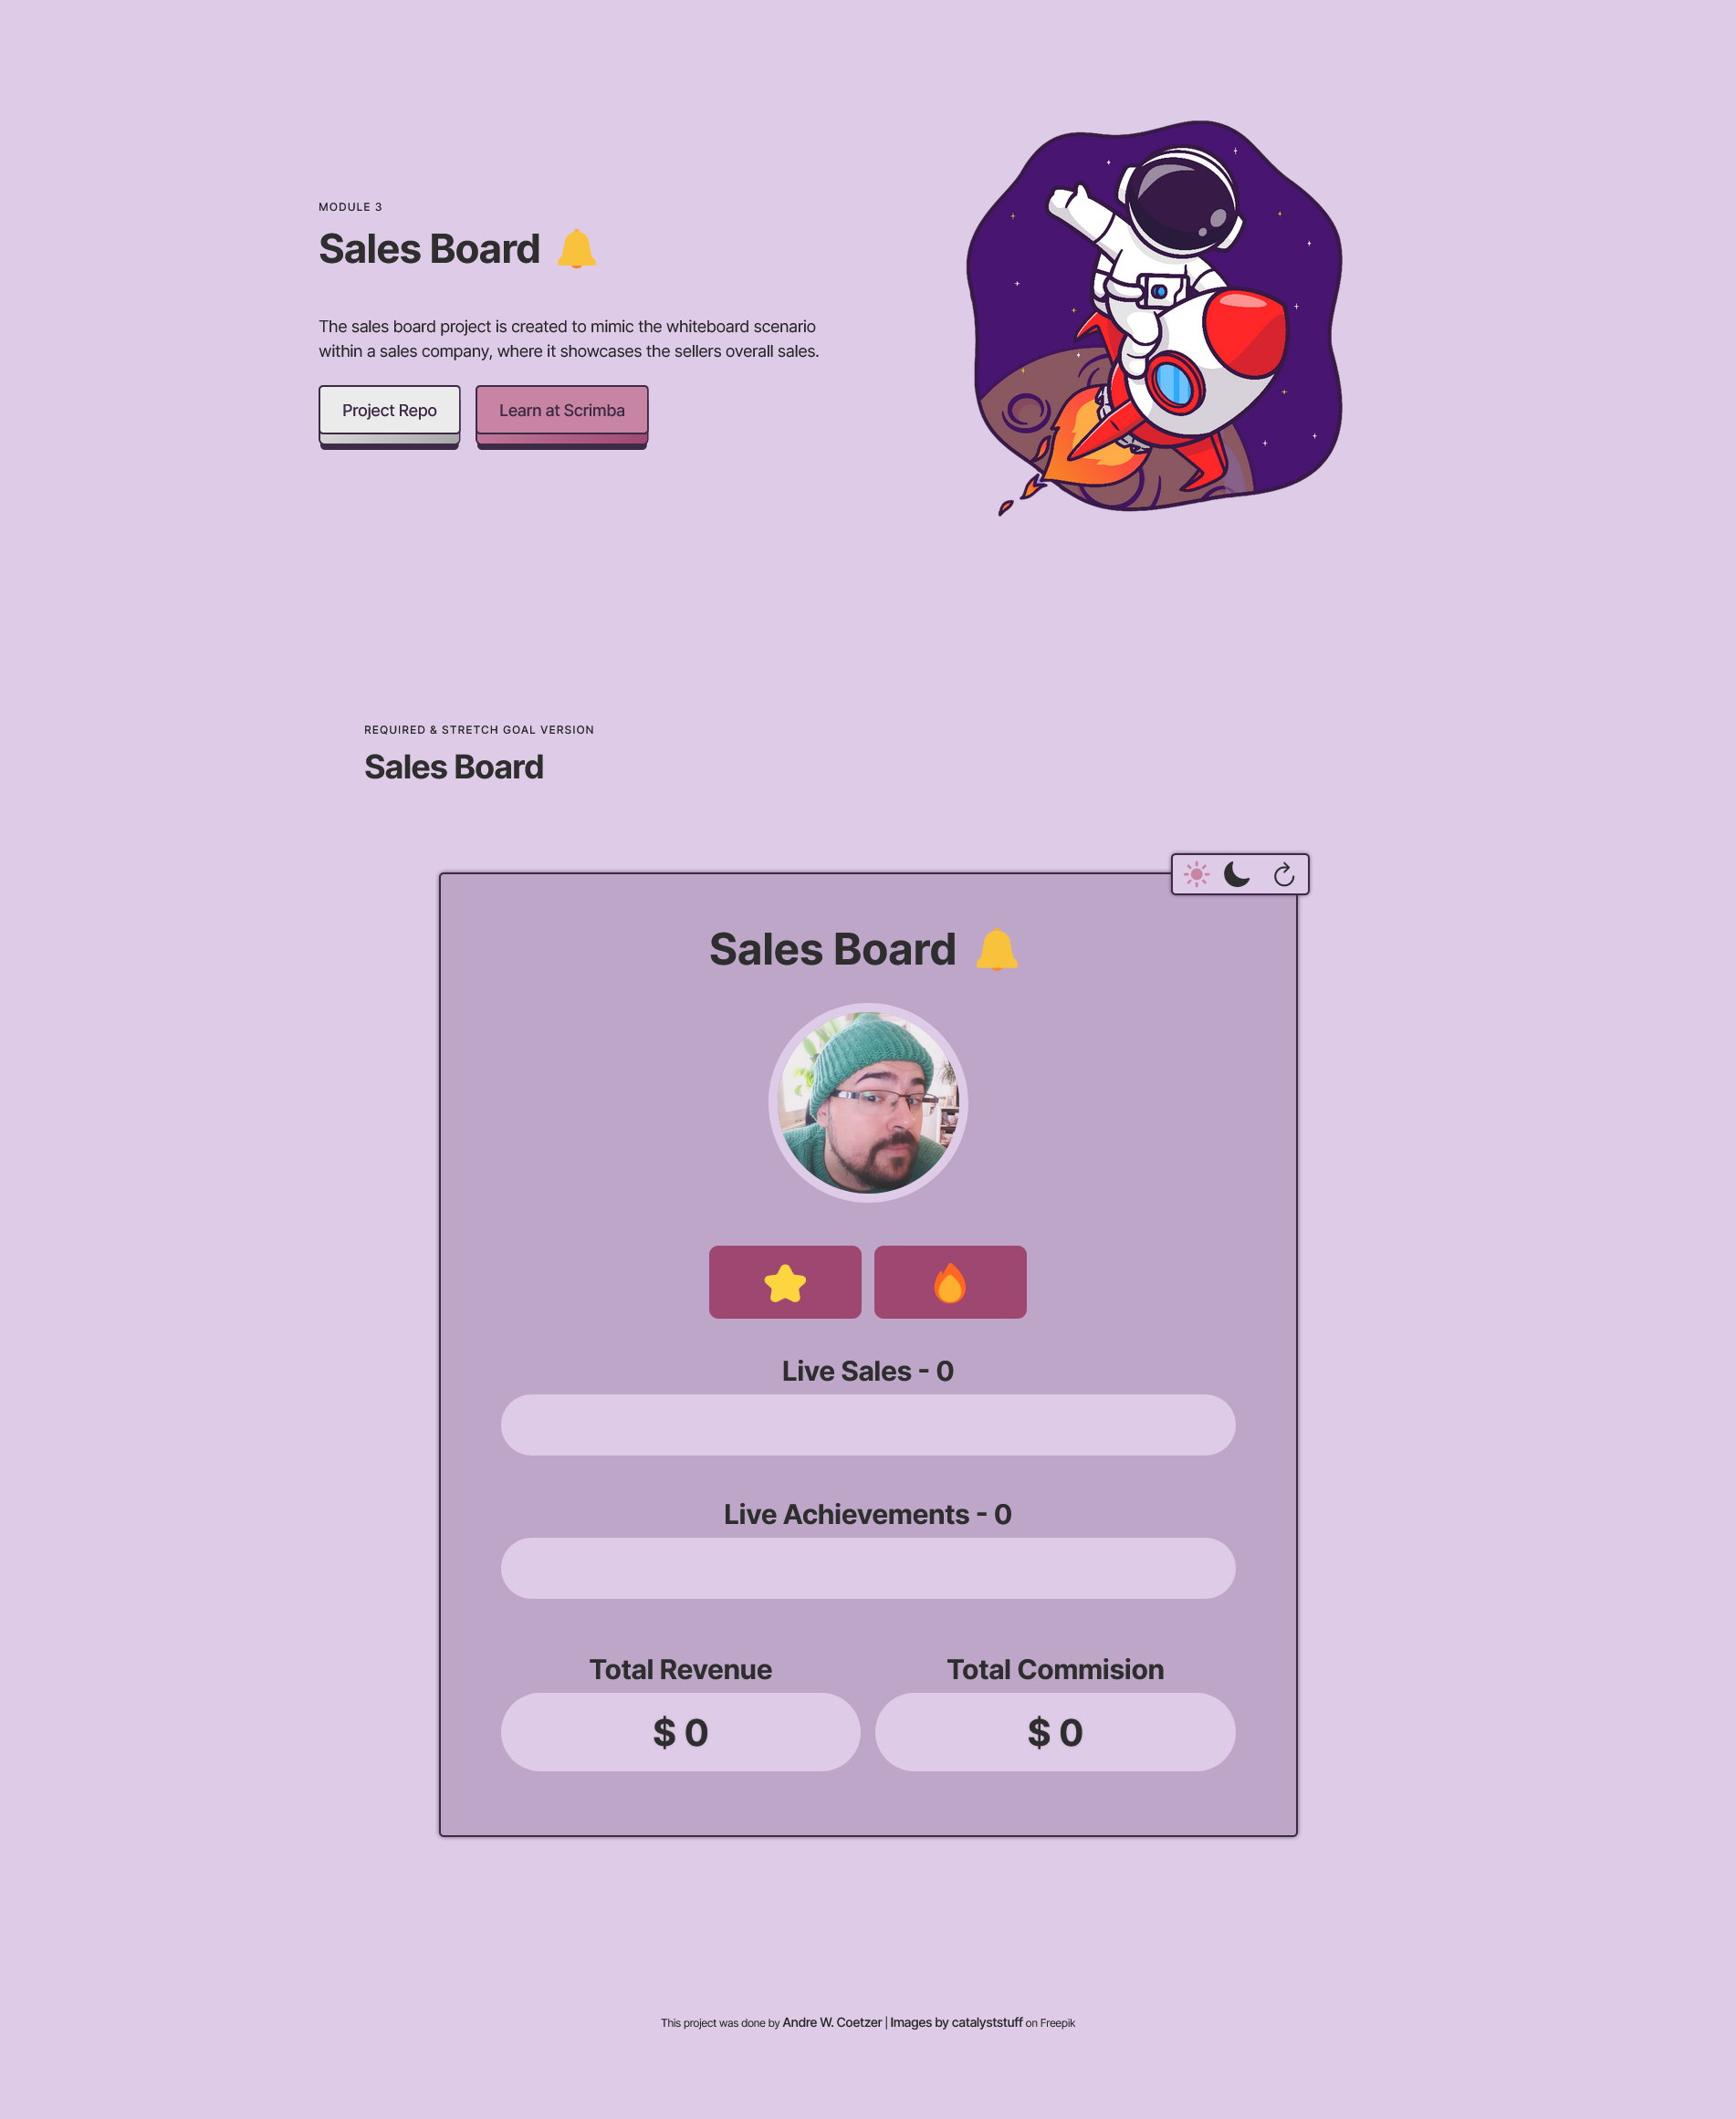 MODULE 3
Sales Board
The sales board project is created to mimic the whiteboard scenario
within a sales company, where it showcases the sellers overall sales.
Project Repo
Learn at Scrimba
REQUIRED & STRETCH GOAL VERSION
Sales Board
Sales Board
Live Sales - 0
Live Achievements - 0
Total Revenue
$ 0
Total Commision
$ 0
This project was done by Andre W. Coetzer | Images by catalyststuff on Freepik